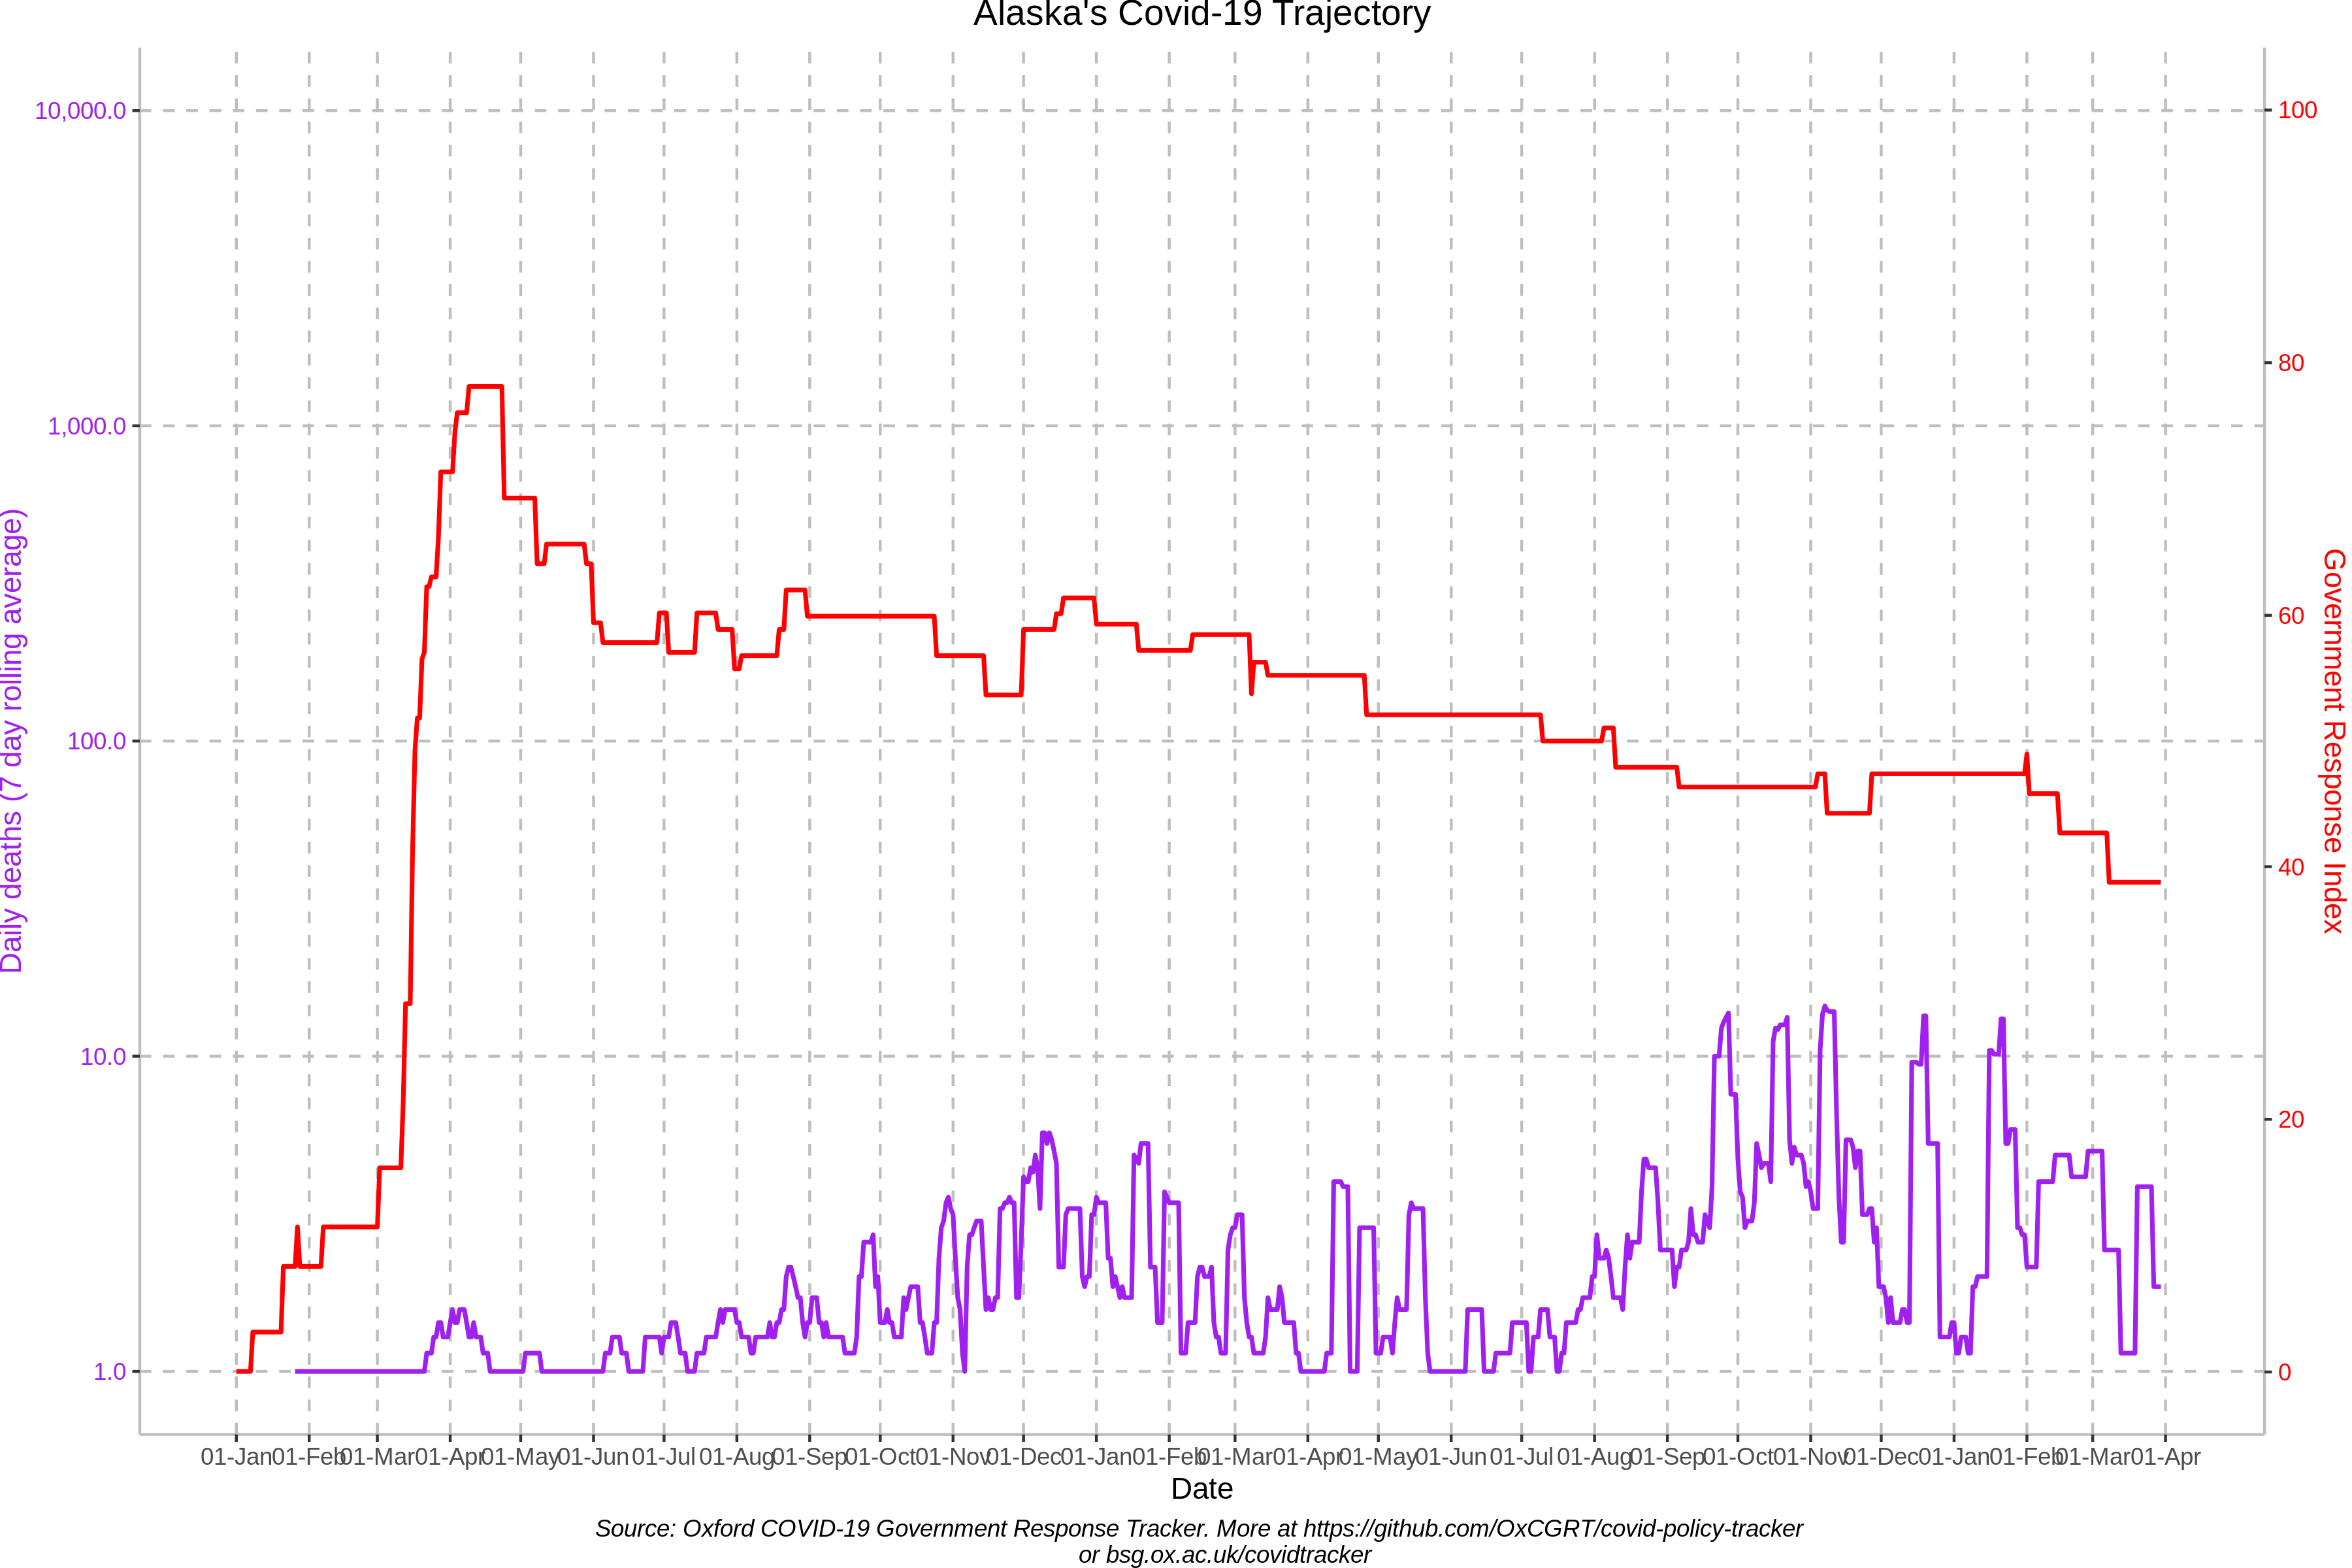 Alaska's Covid-19 Trajectory
10,000.0
1,000.0
100.0
10.0
1.0
Daily deaths (7 day rolling average)
100
80
60
40
20
0
Government Response Index
01-Jan 01-Feb 01-Mar 01-Apr 01-May 01-Jun 01-Jul 01-Aug 01-Sep 01-Oct 01-Nov 01-Dec 01-Jan 01-Feb 01-Mar 01-Apr 01-May 01-Jun 01-Jul 01-Aug 01-Sep 01-Oct 01-Nov 01-Dec 01-Jan 01-Feb 01-Mar 01-Apr
Date
Source: Oxford COVID-19 Government Response Tracker. More at https://github.com/OxCGRT/covid-policy-tracker
or bsg.ox.ac.uk/covidtracker